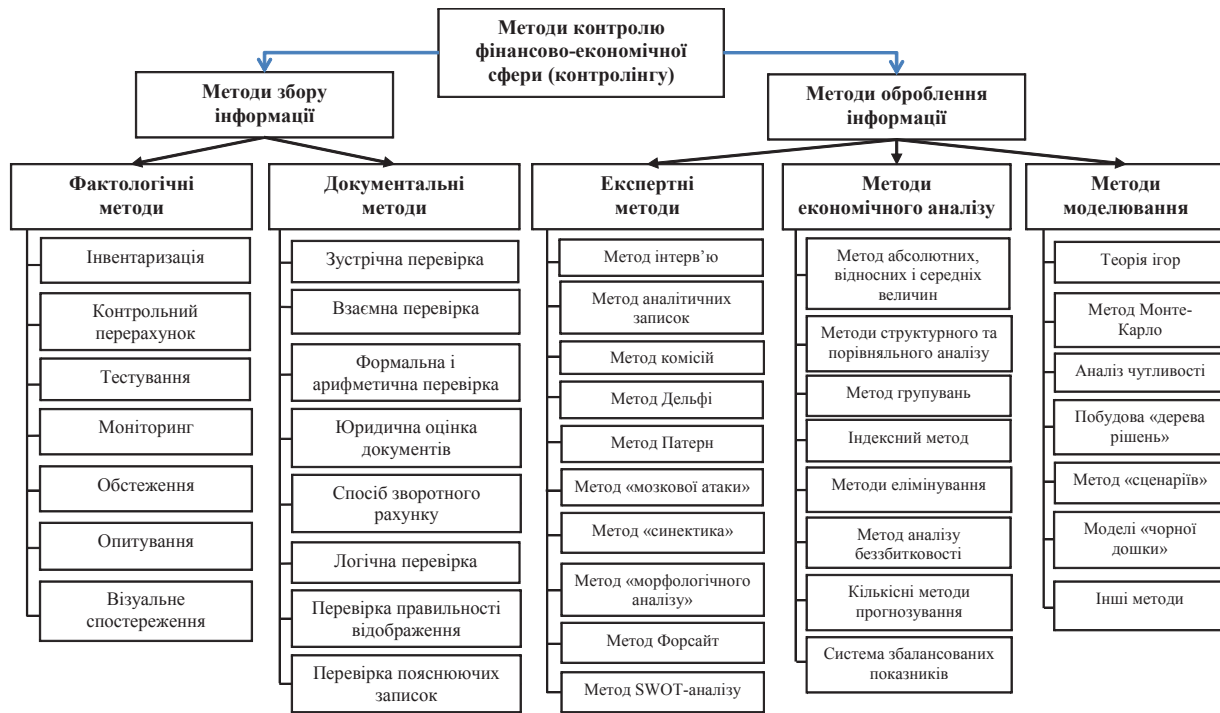 Методи контролю
фінансово-економічної
сфери (контролінгу)
Методи збору
інформації
Методи оброблення
інформації
Фактологічні
методи
Інвентаризація
Контрольний
перерахунок
Тестування
Моніторинг
Обстеження
Опитування
Візуальне
спостереження
Документальні
методи
Зустрічна перевірка
Взаємна перевірка
Формальна і
арифметична перевірка
Юридична оцінка
документів
Спосіб зворотного
рахунку
Логічна перевірка
Перевірка правильності
відображення
Перевірка пояснюючих
записок
Експертні
методи
Метод інтерв’ю
Метод аналітичних
записок
Метод комісій
Метод Дельфі
Метод Патерн
Метод «мозкової атаки»
Метод «синектика»
Метод «морфологічного
аналізу»
Метод Форсайт
Метод SWOT-аналізу
Методи
економічного аналізу
Метод абсолютних,
відносних і середніх
величин
Методи структурного та
порівняльного аналізу
Метод групувань
Індексний метод
Методи елімінування
Метод аналізу
беззбитковості
Кількісні методи
прогнозування
Система збалансованих
показників
Методи
моделювання
Теорія ігор
Метод Монте-
Карло
Аналіз чутливості
Побудова «дерева
рішень»
Метод «сценаріїв»
Моделі «чорної
дошки»
Інші методи